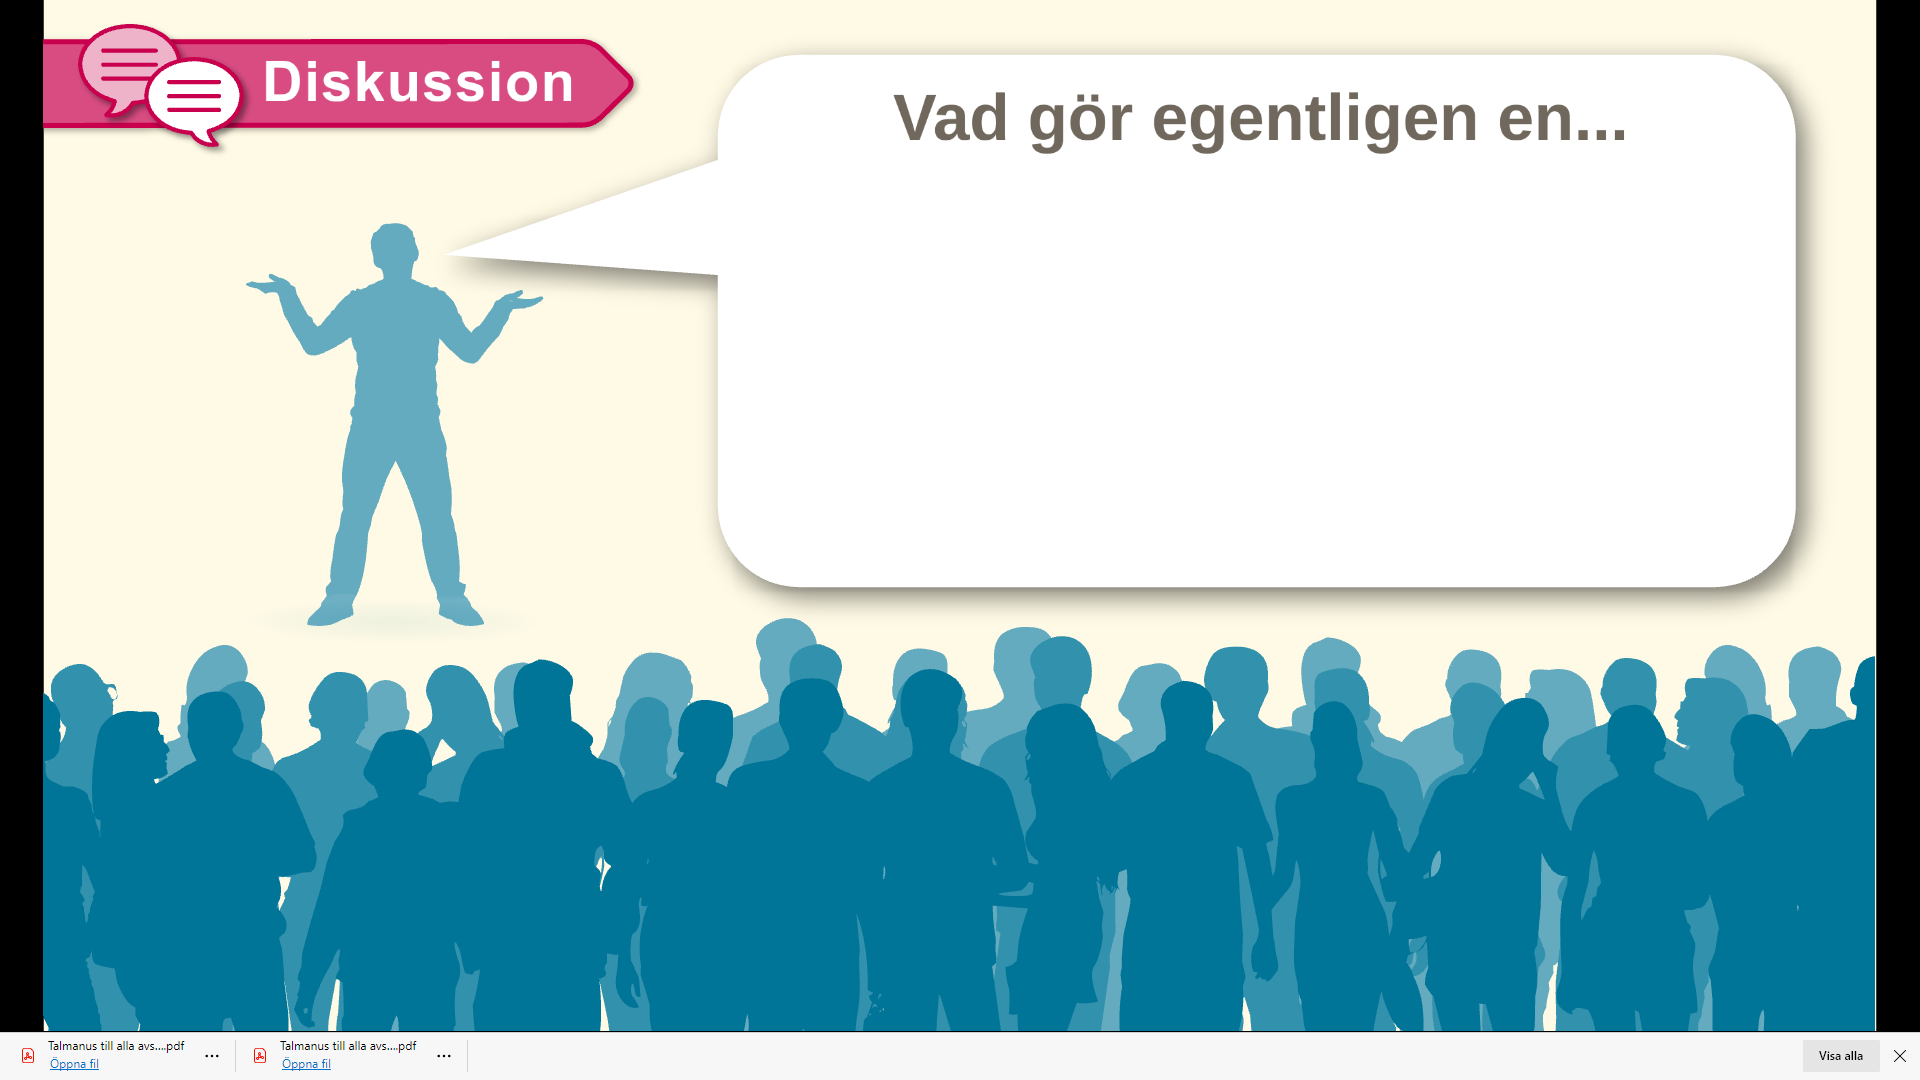 Diskussion
Vad gör egentligen en...
Talmanus till alla avs....pdf
Öppna fil
Talmanus till alla avs....pdf
Öppna fil
Visa alla